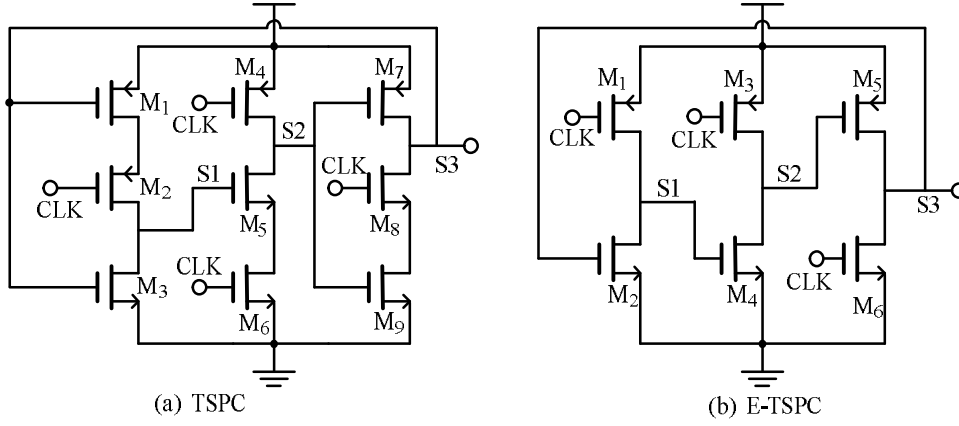 M1
M4
M7
CLK
S2
S3
M2
CLK
S1
CLK
M5
M8
CLK
M3
M6
M9
(a) TSPC
M1
M3
M5
CLK
CLK
S1
S2
S3
M2
M4
CLK
M6
(b) E-TSPC